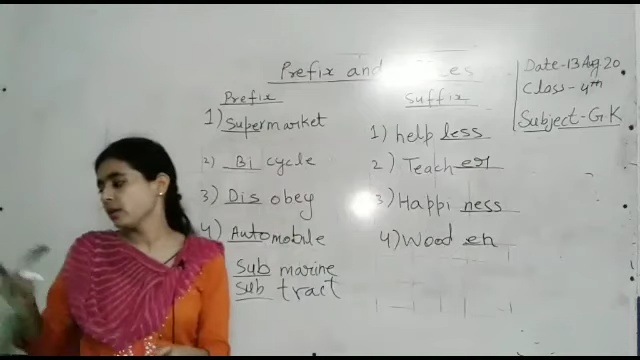 Prefix and
Date-13 Aug 20
Class-4th
Subject-GK
Prefix
1) Supermarket
2) Bi cycle
3) Dis obey
4) Automobile
Sub marine
sub tract
Suffix
1) help less
2) Teach er
3) Happi ness
4) Wood en